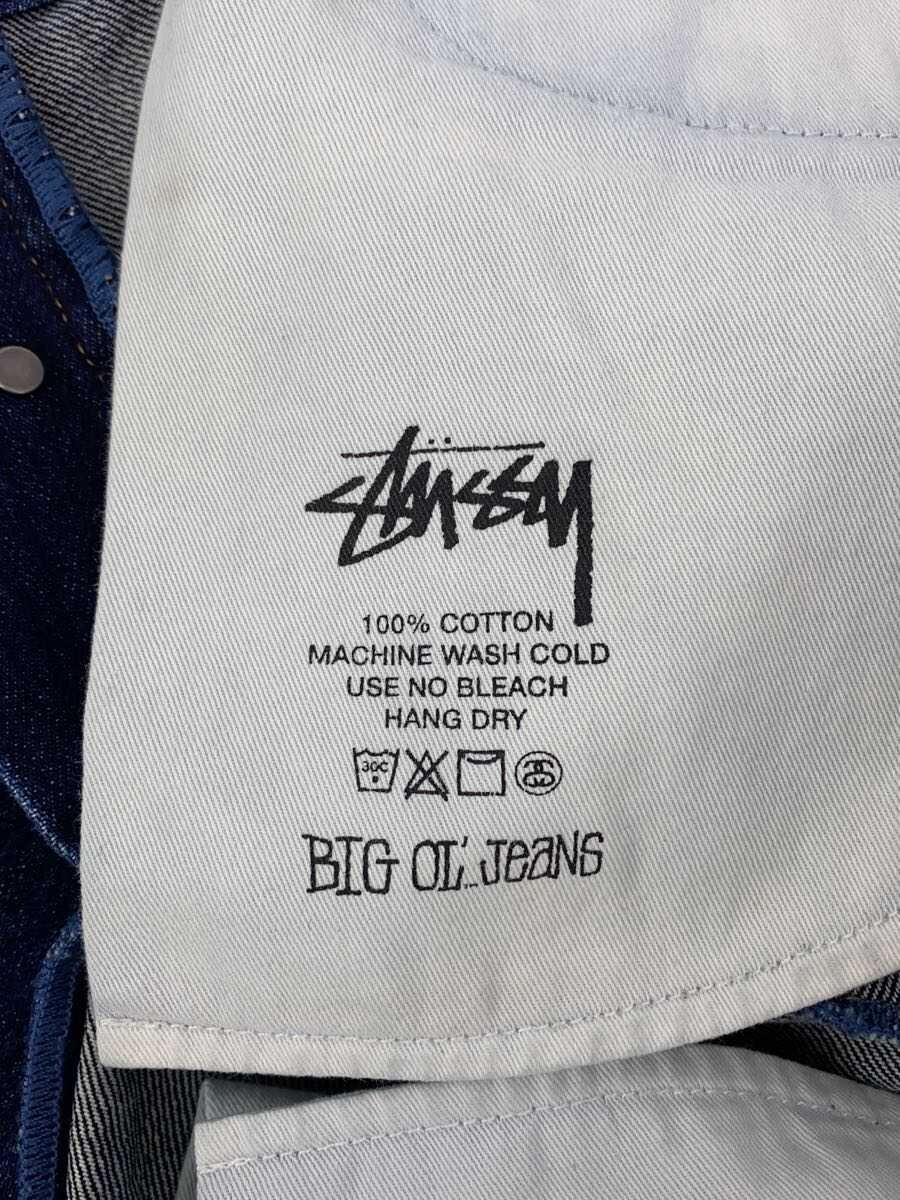 STÜSSY
100% COTTON
MACHINE WASH COLD
USE NO BLEACH
HANG DRY
30C
BIG OL' JEANS